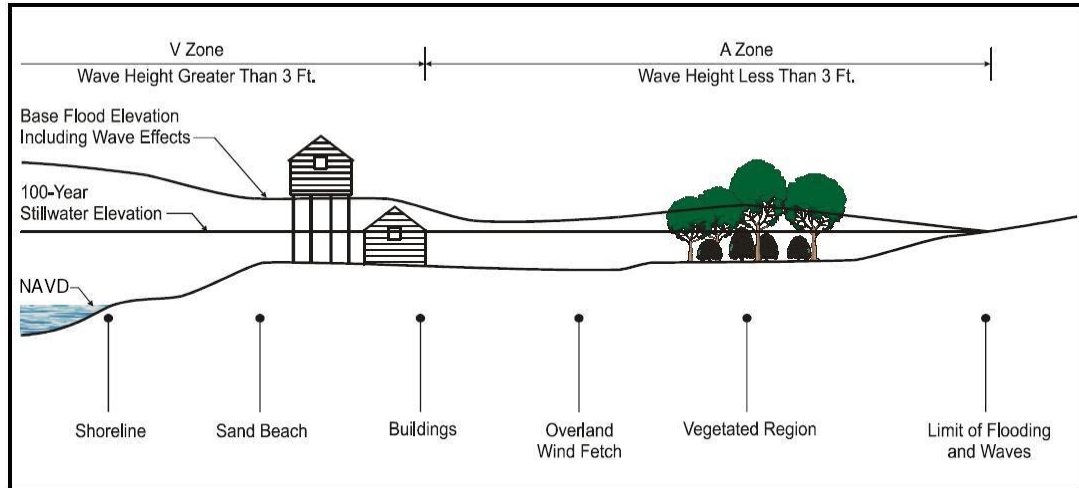 V Zone
Wave Height Greater Than 3 Ft.
A Zone
Wave Height Less Than 3 Ft.
Base Flood Elevation
Including Wave Effects
100-Year
Stillwater Elevation
NAVD
Shoreline
Sand Beach
Buildings
Overland
Wind Fetch
Vegetated Region
Limit of Flooding
and Waves